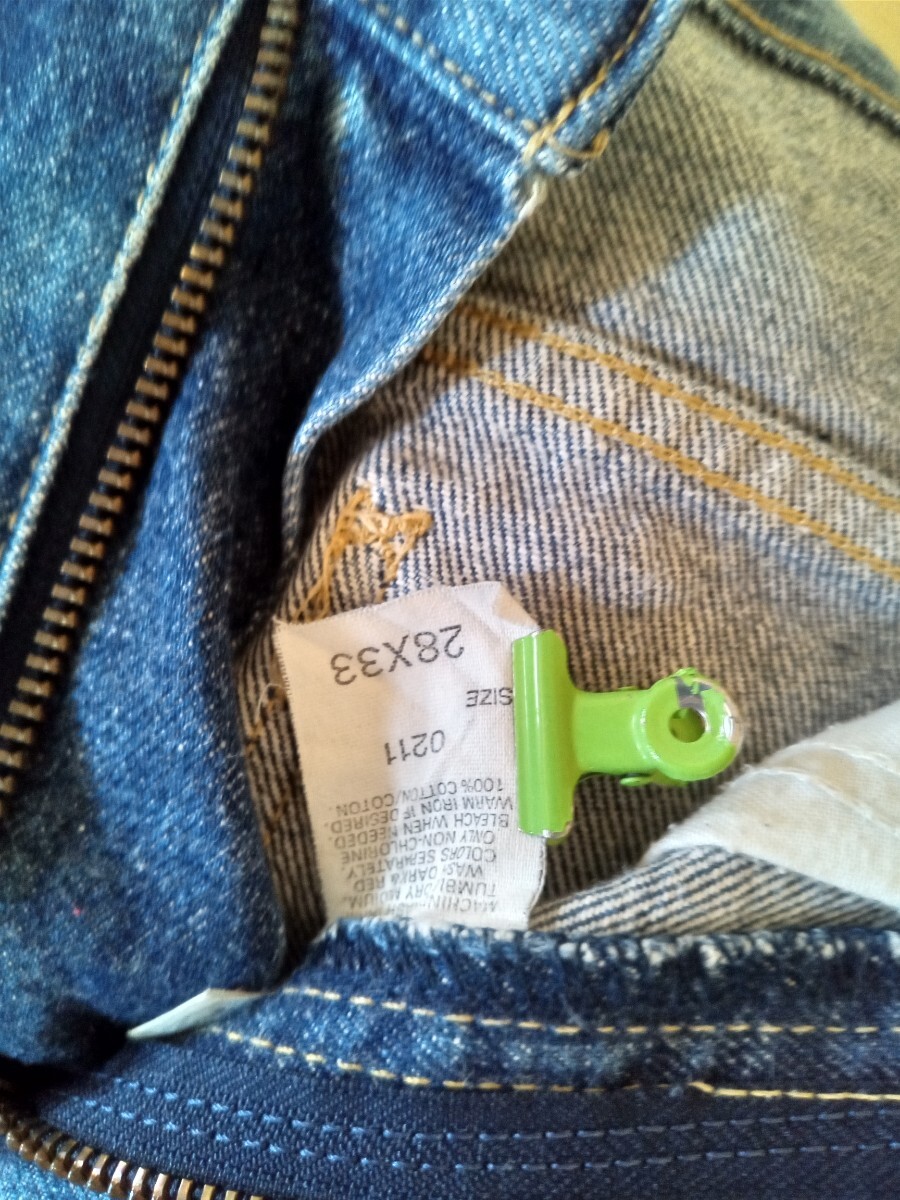 TUMBL DRY MEDIUM.
WASH DARK & RED
COLORS SEPARATELY.
ONLY NON-CHLORINE
BLEACH WHEN NEEDED.
WARM IRON IF DESIRED.
100% COTTON/COTON.
0211
SIZE
28X33